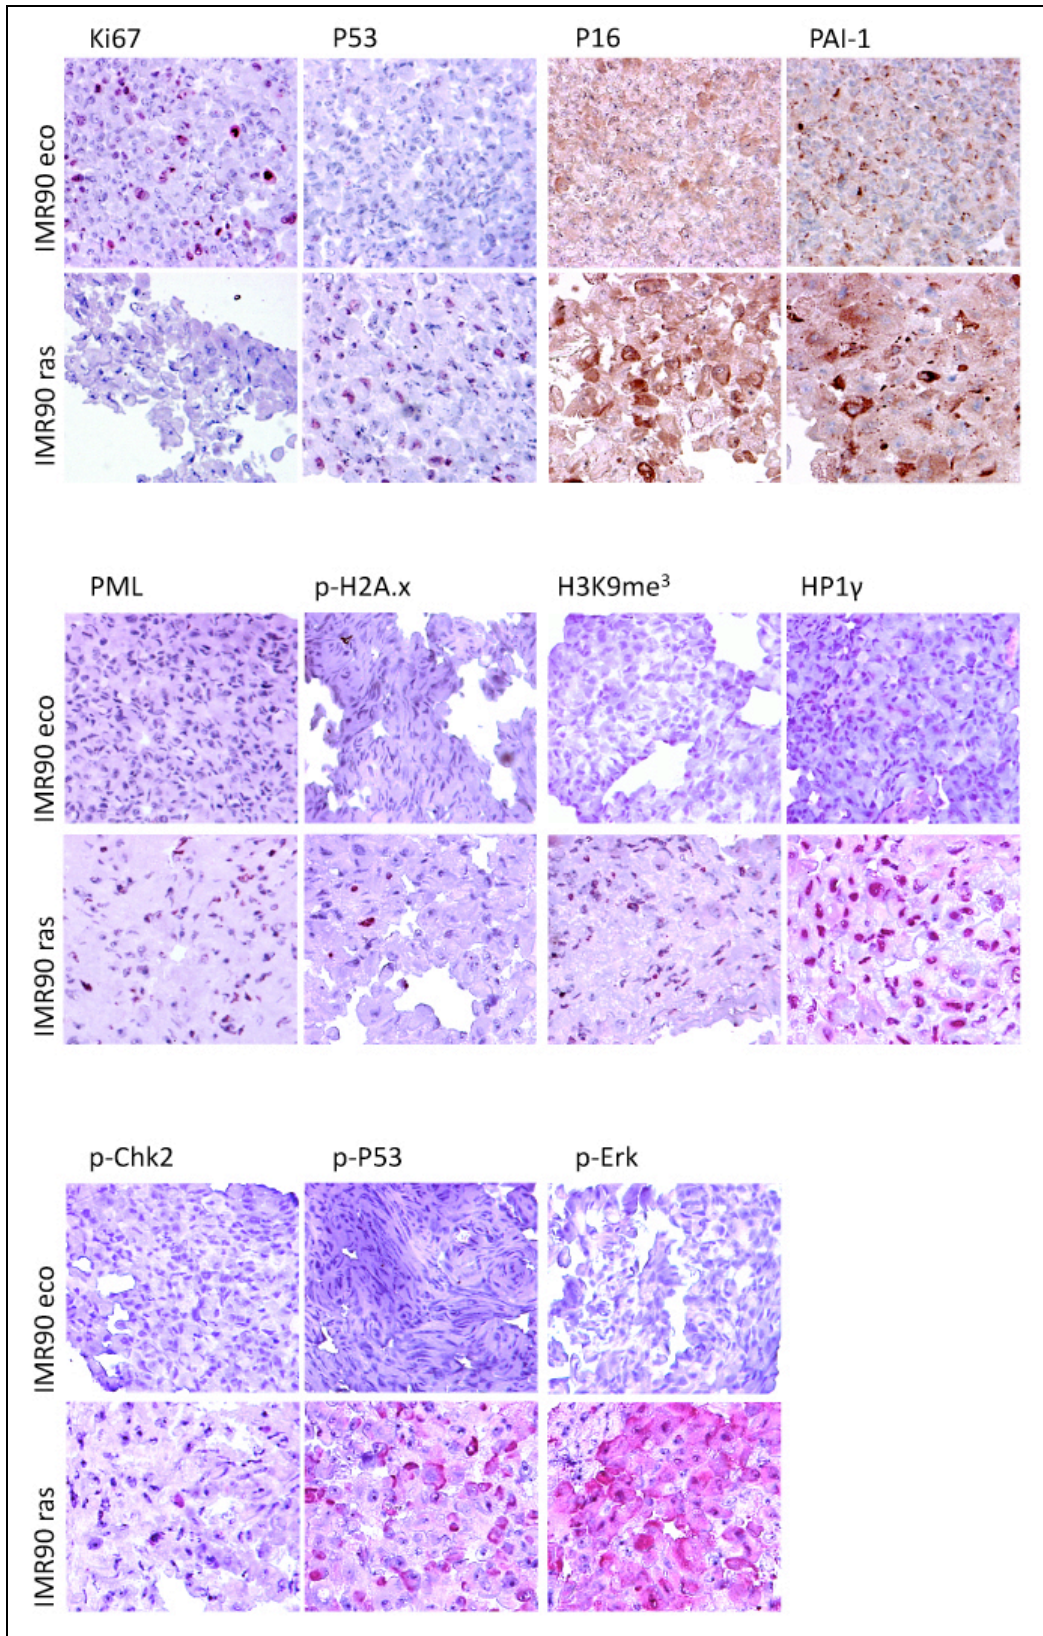 Ki67 P53 P16 PAI-1
IMR90 eco
IMR90 ras
PML p-H2A.x H3K9me³ HP1γ
IMR90 eco
IMR90 ras
p-Chk2 p-P53 p-Erk
IMR90 eco
IMR90 ras